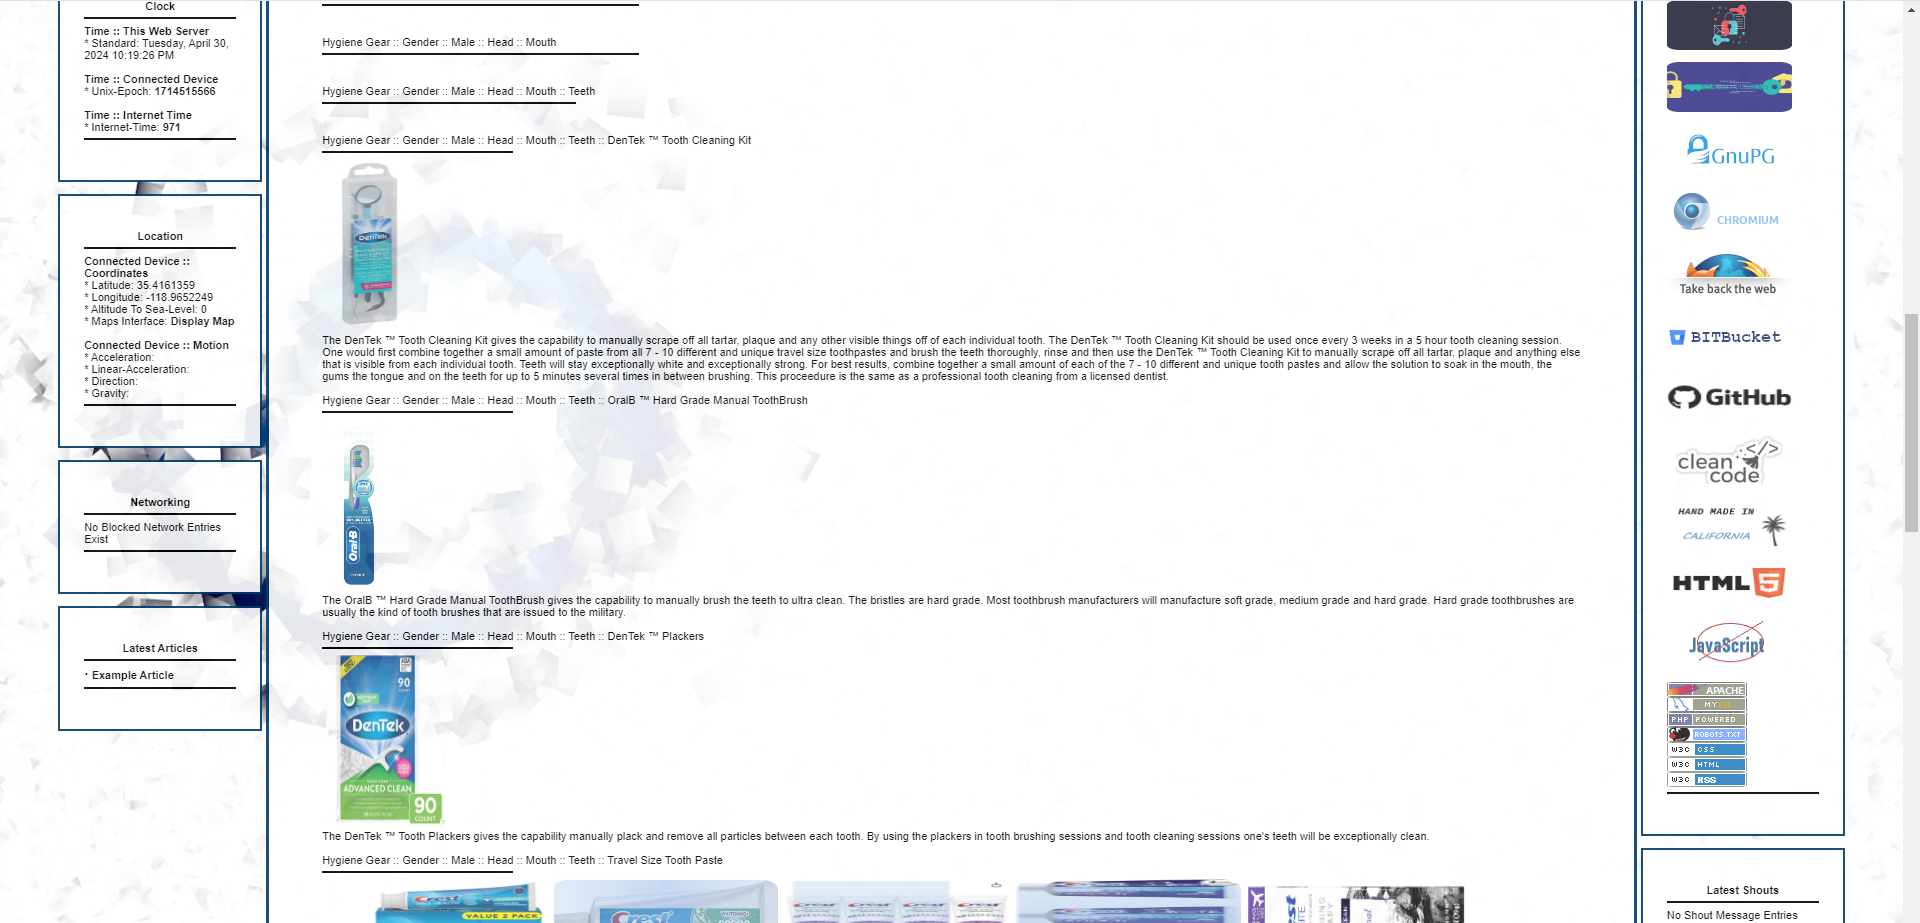 Clock
Time :: This Web Server
* Standard: Tuesday, April 30,
2024 10:19:26 PM
Time :: Connected Device
* Unix-Epoch: 1714515566
Time :: Internet Time
* Internet-Time: 971
Location
Connected Device ::
Coordinates
* Latitude: 35.4161359
* Longitude: -118.9652249
* Altitude To Sea-Level: 0
* Maps Interface: Display Map
Connected Device :: Motion
* Acceleration:
* Linear-Acceleration:
* Direction:
* Gravity:
Networking
No Blocked Network Entries
Exist
Latest Articles
· Example Article
Hygiene Gear :: Gender :: Male :: Head :: Mouth
Hygiene Gear :: Gender :: Male :: Head :: Mouth :: Teeth
Hygiene Gear :: Gender :: Male :: Head :: Mouth :: Teeth :: DenTek ™ Tooth Cleaning Kit
DenTek
The DenTek ™ Tooth Cleaning Kit gives the capability to manually scrape off all tartar, plaque and any other visible things off of each individual tooth. The DenTek ™ Tooth Cleaning Kit should be used once every 3 weeks in a 5 hour tooth cleaning session.
One would first combine together a small amount of paste from all 7 - 10 different and unique travel size toothpastes and brush the teeth thoroughly, rinse and then use the DenTek ™ Tooth Cleaning Kit to manually scrape off all tartar, plaque and anything else
that is visible from each individual tooth. Teeth will stay exceptionally white and exceptionally strong. For best results, combine together a small amount of each of the 7 - 10 different and unique tooth pastes and allow the solution to soak in the mouth, the
gums the tongue and on the teeth for up to 5 minutes several times in between brushing. This proceedure is the same as a professional tooth cleaning from a licensed dentist.
Hygiene Gear :: Gender :: Male :: Head :: Mouth :: Teeth :: OralB ™ Hard Grade Manual ToothBrush
Oral-B
The OralB ™ Hard Grade Manual ToothBrush gives the capability to manually brush the teeth to ultra clean. The bristles are hard grade. Most toothbrush manufacturers will manufacture soft grade, medium grade and hard grade. Hard grade toothbrushes are
usually the kind of tooth brushes that are issued to the military.
Hygiene Gear :: Gender :: Male :: Head :: Mouth :: Teeth :: DenTek ™ Plackers
90
COUNT
DenTek
ADVANCED CLEAN
90
COUNT
The DenTek ™ Tooth Plackers gives the capability manually plack and remove all particles between each tooth. By using the plackers in tooth brushing sessions and tooth cleaning sessions one's teeth will be exceptionally clean.
Hygiene Gear :: Gender :: Male :: Head :: Mouth :: Teeth :: Travel Size Tooth Paste
Crest
VALUE 2 PACK
Crest
Crest Crest Crest Crest
GnuPG
CHROMIUM
Take back the web
BITBucket
GitHub
clean </>
code
HAND MADE IN
CALIFORNIA
HTML 5
JavaScript
APACHE
MYSQL
PHP POWERED
ROBOTS.TXT
W3C CSS
W3C HTML
W3C RSS
Latest Shouts
No Shout Message Entries